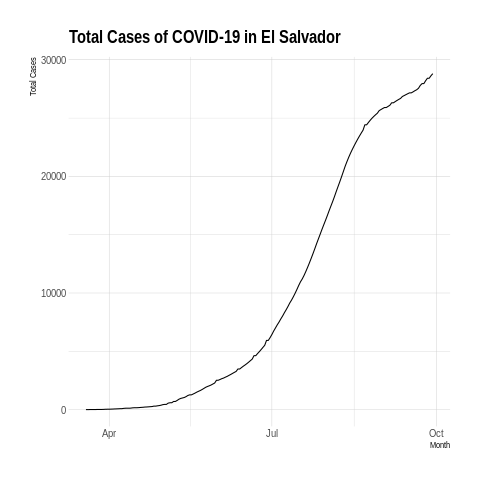 Total Cases of COVID-19 in El Salvador
Total Cases
30000
20000
10000
0
Apr
Jul
Oct
Month